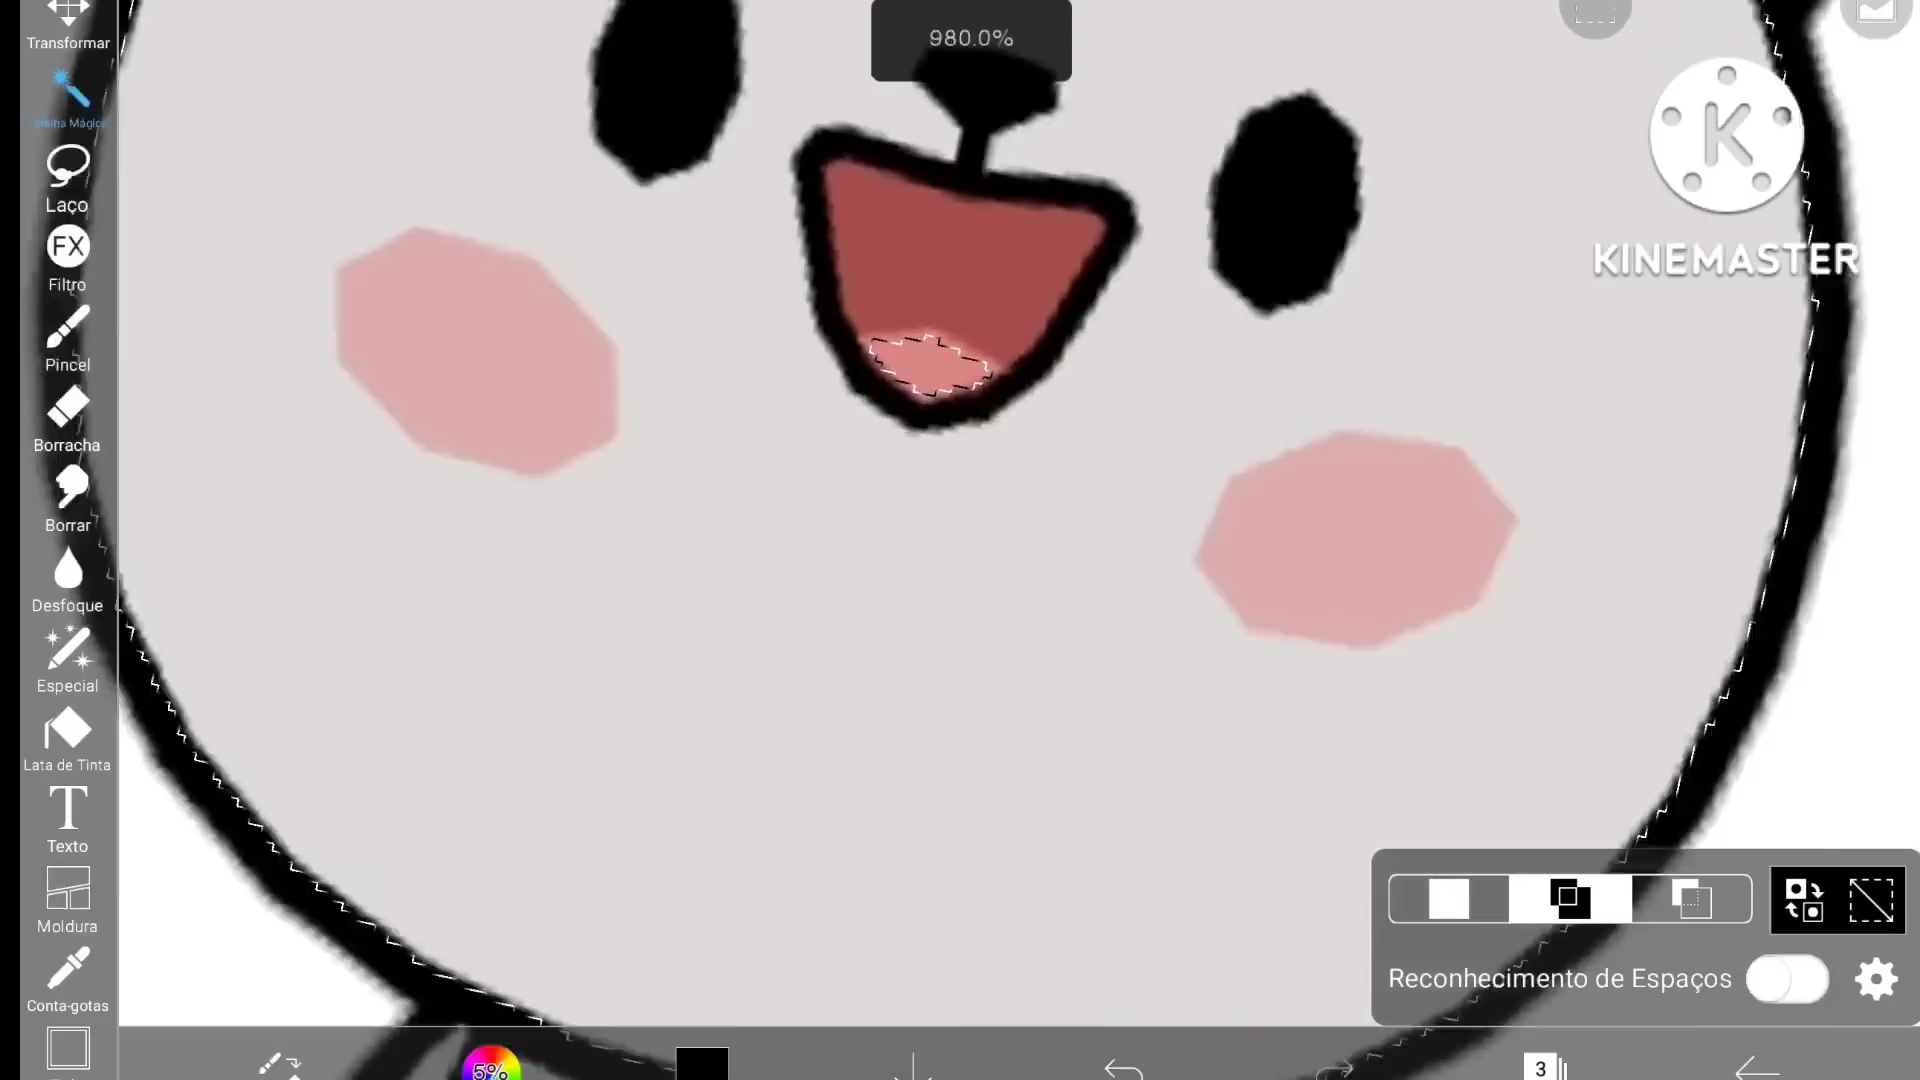 980.0%
Transformar
Mágica
Laço
FX
Filtro
Pincel
Borracha
Borrar
Desfoque
Especial
Lata de Tinta
T
Texto
Moldura
Conta-gotas
K
KINEMASTER
Reconhecimento de Espaços
5%
3